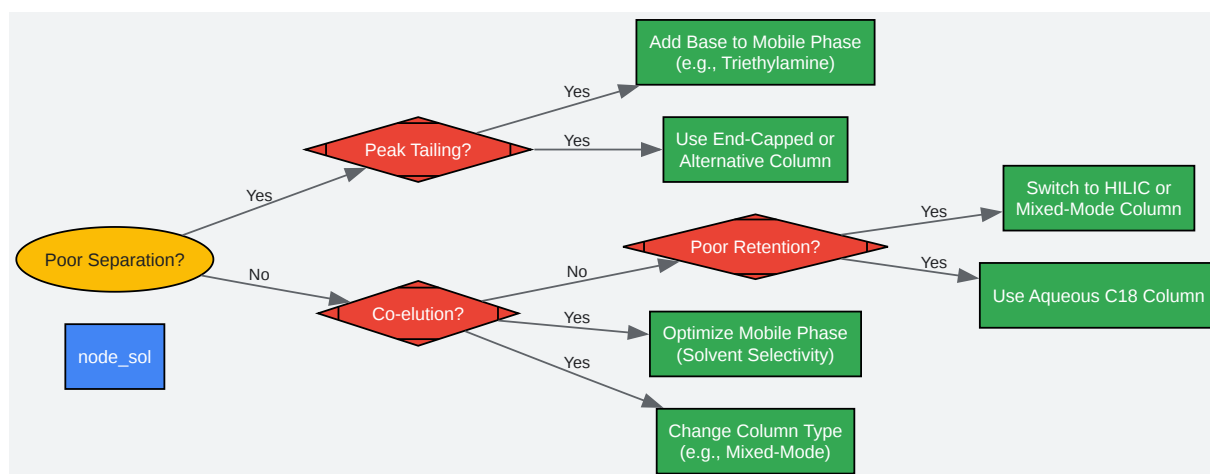 Add Base to Mobile Phase
(e.g., Triethylamine)
Yes
Peak Tailing?
Yes
Use End-Capped or
Alternative Column
Yes
Switch to HILIC or
Mixed-Mode Column
Yes
Poor Separation?
No
Poor Retention?
Yes
No
Co-elution?
Use Aqueous C18 Column
Yes
Optimize Mobile Phase
(Solvent Selectivity)
node_sol
Yes
Change Column Type
(e.g., Mixed-Mode)